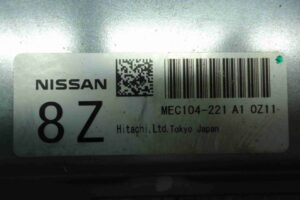 NISSAN
8Z
MEC104-221 A1 0Z11
Hitachi,Ltd.Tokyo Japan